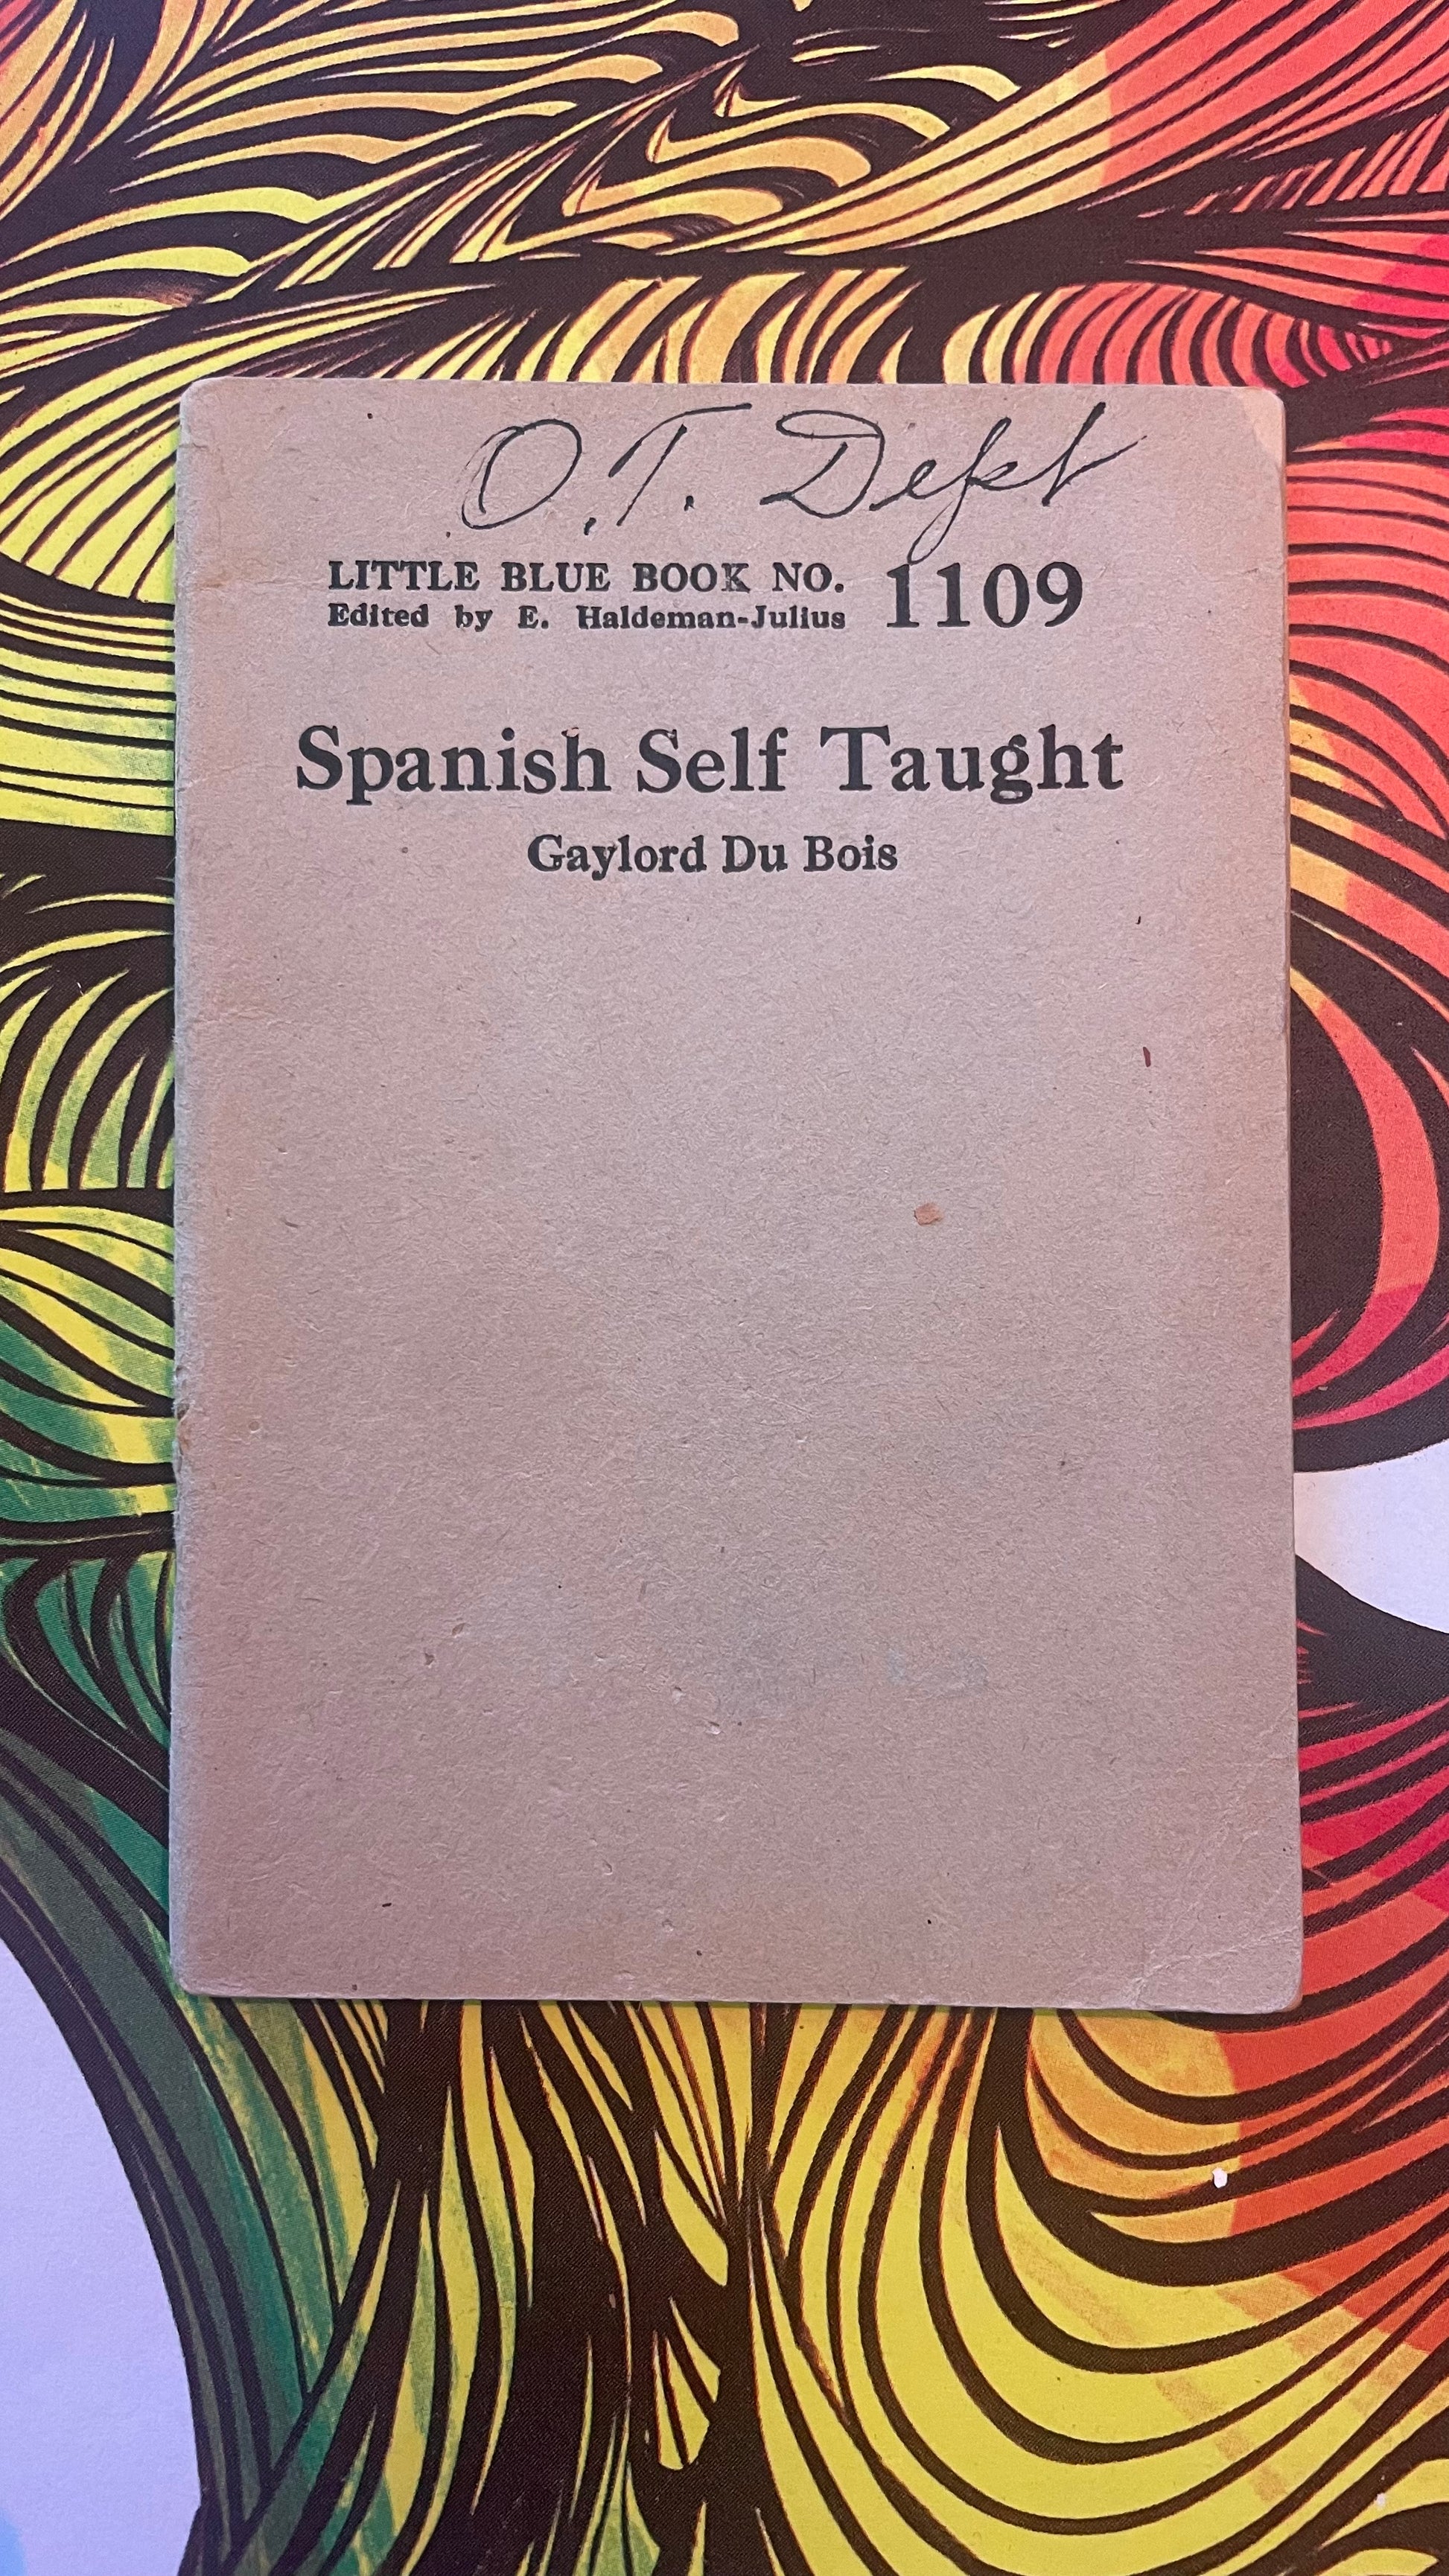 O.T. Dept
LITTLE BLUE BOOK NO. 1109
Edited by E. Haldeman-Julius
Spanish Self Taught
Gaylord Du Bois